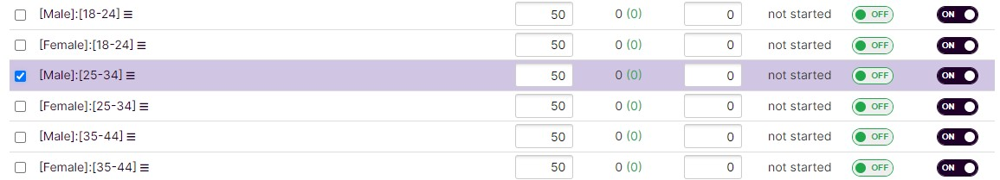 [Male]:[18-24] 50 0 (0) 0 not started OFF ON
[Female]:[18-24] 50 0 (0) 0 not started OFF ON
[Male]:[25-34] 50 0 (0) 0 not started OFF ON
[Female]:[25-34] 50 0 (0) 0 not started OFF ON
[Male]:[35-44] 50 0 (0) 0 not started OFF ON
[Female]:[35-44] 50 0 (0) 0 not started OFF ON